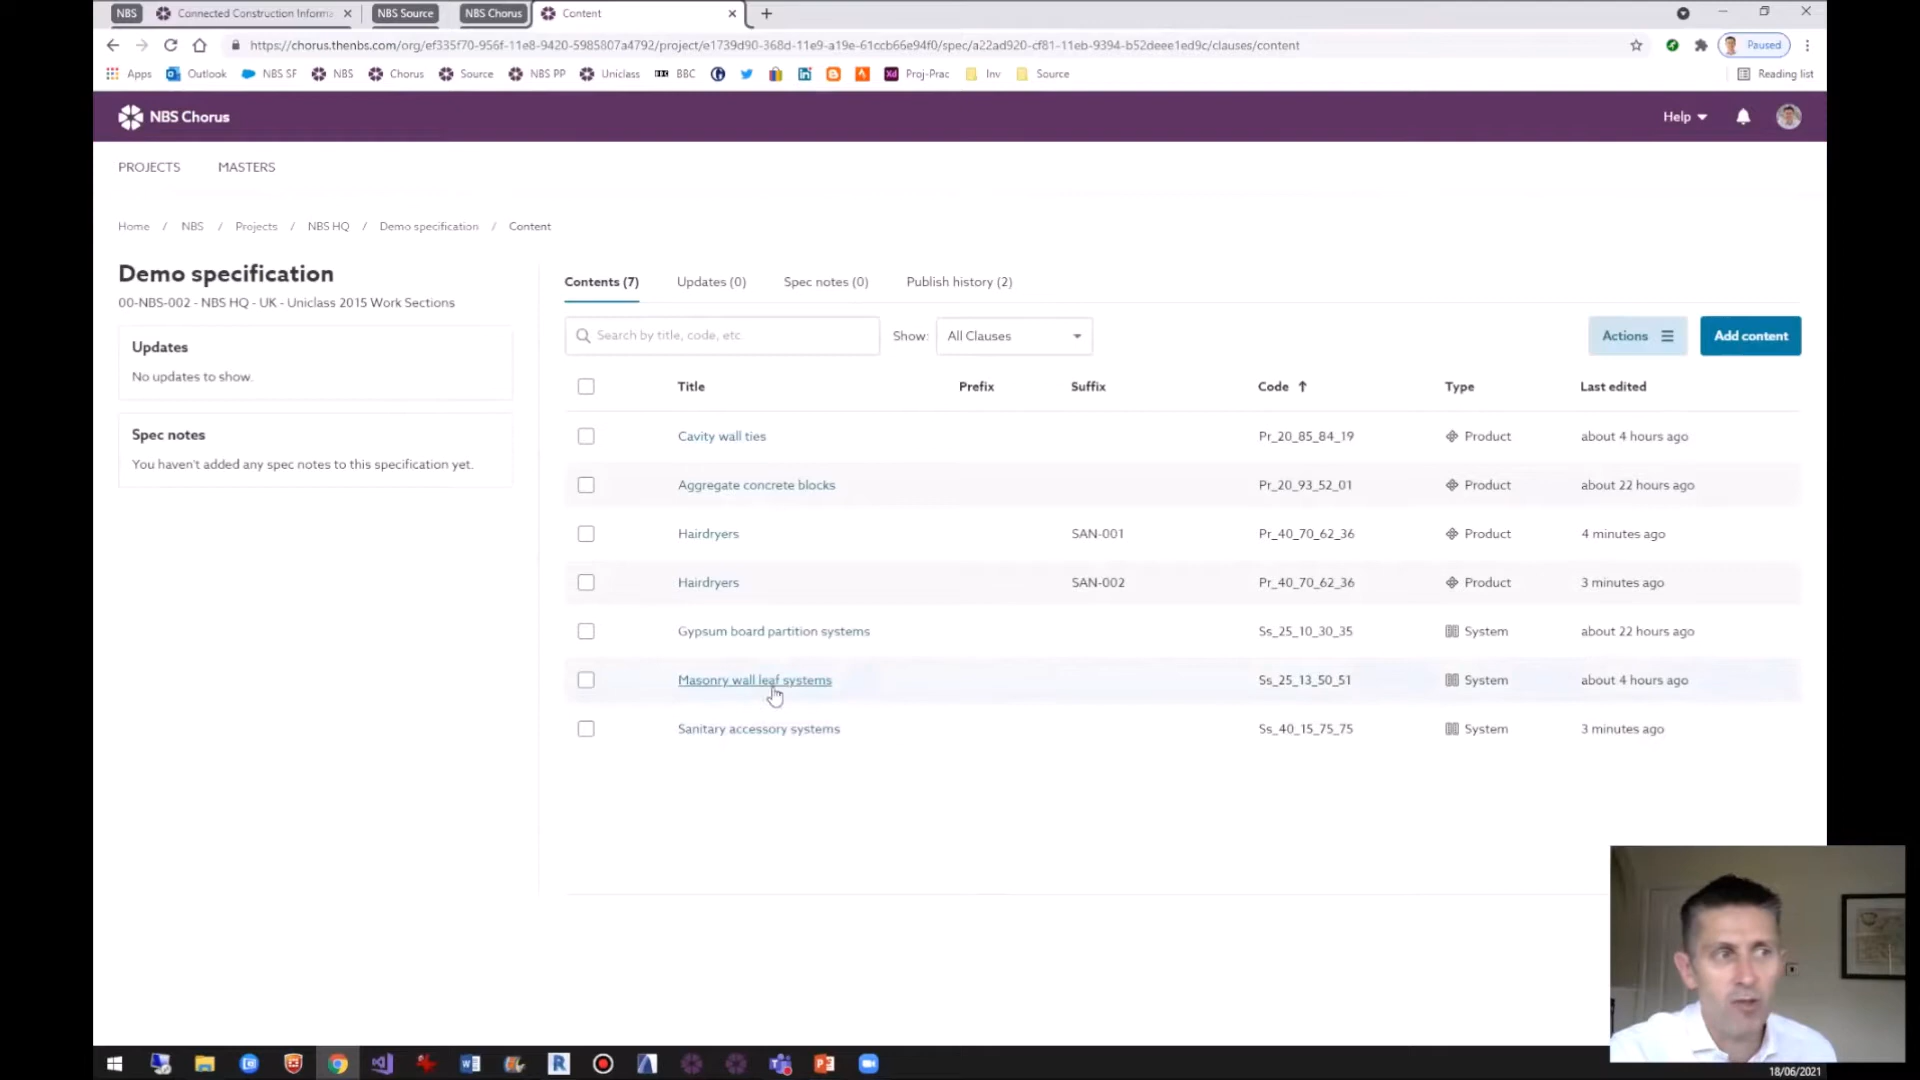 NBS
Connected Construction Informa
NBS Source
NBS Chorus
Content
https://chorus.thenbs.com/org/ef335f70-956f-11e8-9420-5985807a4792/project/e1739d90-368d-11e9-a19e-61ccb66e94f0/spec/a22ad920-cf81-11eb-9394-b52deee1ed9c/clauses/content
Paused
Apps Outlook NBS SF NBS Chorus Source NBS PP Uniclass BBC Proj-Prac Inv Source Reading list
NBS Chorus
Help
PROJECTS MASTERS
Home / NBS / Projects / NBS HQ / Demo specification / Content
Demo specification
00-NBS-002 - NBS HQ - UK - Uniclass 2015 Work Sections
Updates
No updates to show.
Spec notes
You haven't added any spec notes to this specification yet.
Contents (7) Updates (0) Spec notes (0) Publish history (2)
Search by title, code, etc
Show: All Clauses
Actions
Add content
Title Prefix Suffix Code ↑ Type Last edited
Cavity wall ties Pr_20_85_84_19 Product about 4 hours ago
Aggregate concrete blocks Pr_20_93_52_01 Product about 22 hours ago
Hairdryers SAN-001 Pr_40_70_62_36 Product 4 minutes ago
Hairdryers SAN-002 Pr_40_70_62_36 Product 3 minutes ago
Gypsum board partition systems Ss_25_10_30_35 System about 22 hours ago
Masonry wall leaf systems Ss_25_13_50_51 System about 4 hours ago
Sanitary accessory systems Ss_40_15_75_75 System 3 minutes ago
18/06/2021